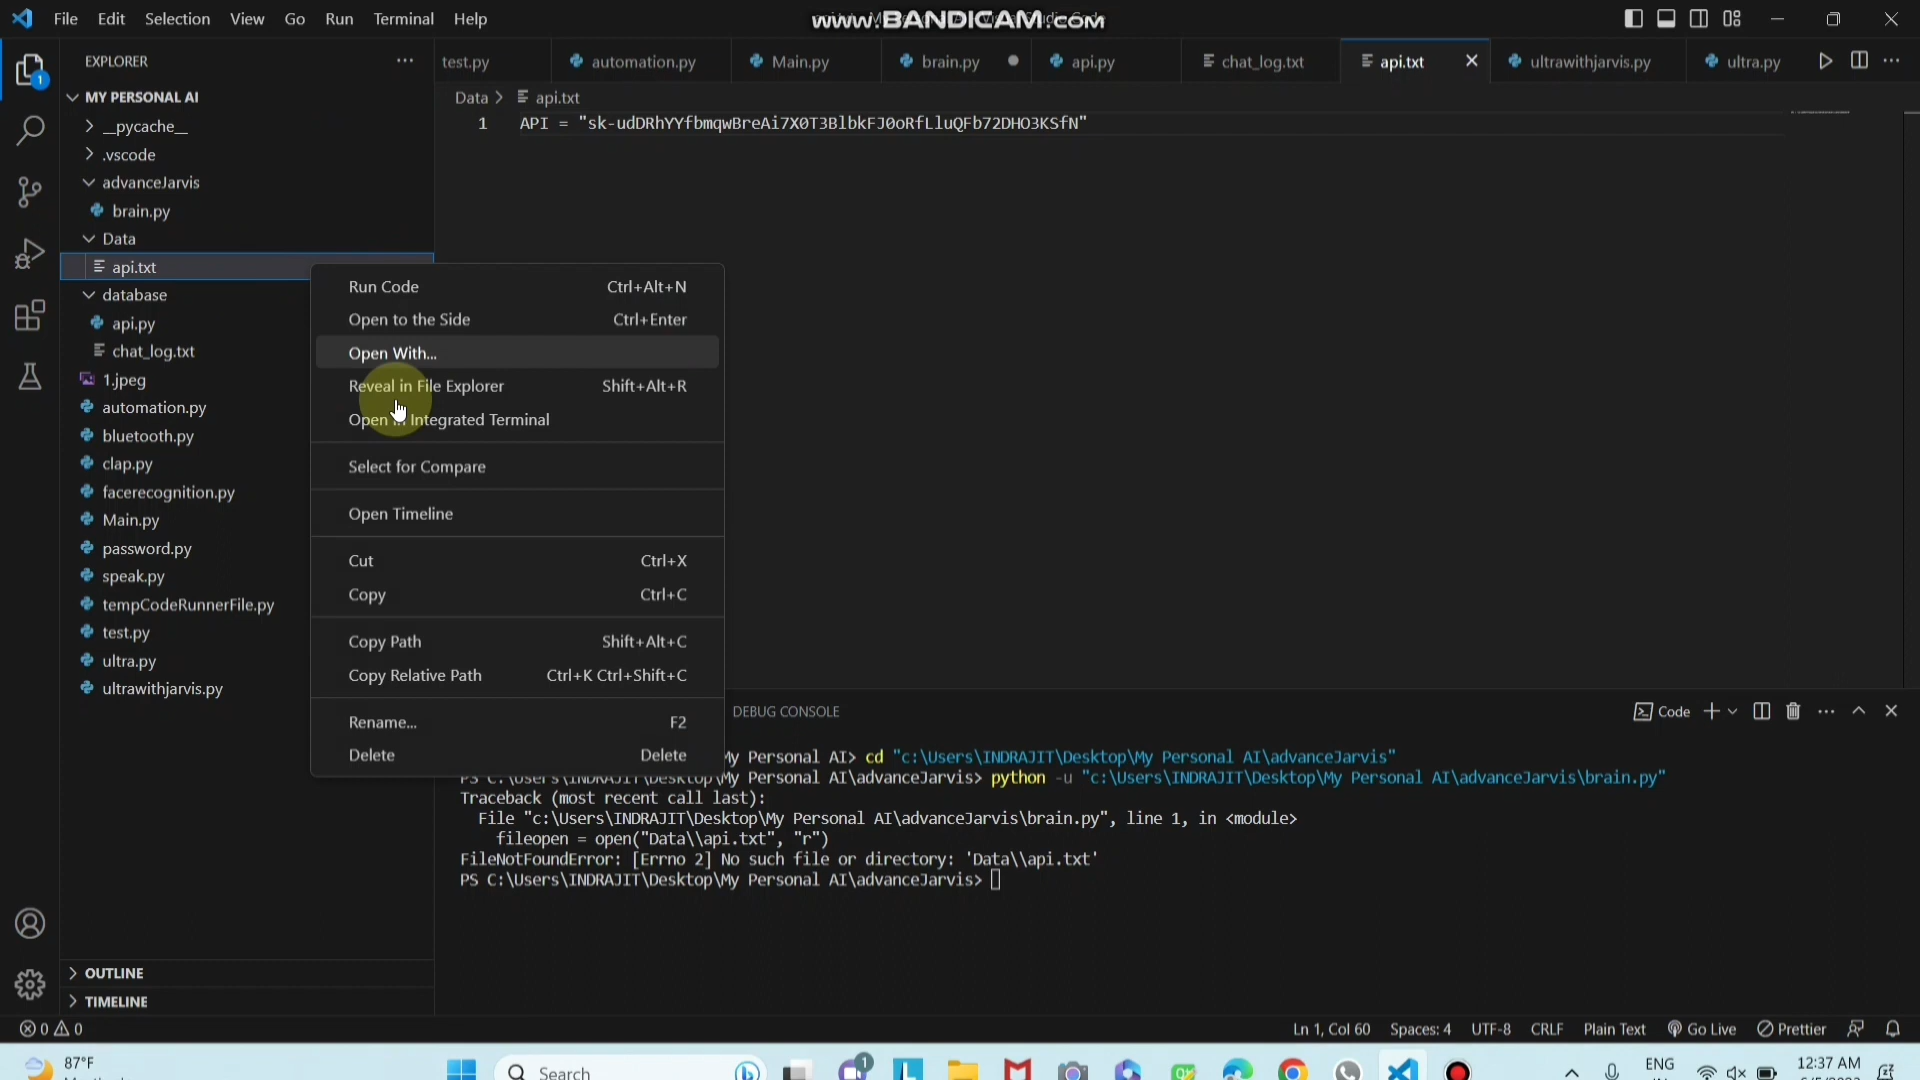 File Edit Selection View Go Run Terminal Help
www.BANDICAM.com
EXPLORER
test.py automation.py Main.py brain.py api.py chat_log.txt api.txt ultrawithjarvis.py ultra.py
MY PERSONAL AI
Data > api.txt
1 API = "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"
__pycache__
.vscode
advanceJarvis
brain.py
Data
api.txt
database
api.py
chat_log.txt
1.jpeg
automation.py
bluetooth.py
clap.py
facerecognition.py
Main.py
password.py
speak.py
tempCodeRunnerFile.py
test.py
ultra.py
ultrawithjarvis.py
Run Code Ctrl+Alt+N
Open to the Side Ctrl+Enter
Open With...
Reveal in File Explorer Shift+Alt+R
Open in Integrated Terminal
Select for Compare
Open Timeline
Cut Ctrl+X
Copy Ctrl+C
Copy Path Shift+Alt+C
Copy Relative Path Ctrl+K Ctrl+Shift+C
Rename... F2
Delete Delete
DEBUG CONSOLE
Code
My Personal AI> cd "c:\Users\INDRAJIT\Desktop\My Personal AI\advanceJarvis"
PS C:\Users\INDRAJIT\Desktop\My Personal AI\advanceJarvis> python -u "c:\Users\INDRAJIT\Desktop\My Personal AI\advanceJarvis\brain.py"
Traceback (most recent call last):
File "c:\Users\INDRAJIT\Desktop\My Personal AI\advanceJarvis\brain.py", line 1, in <module>
fileopen = open("Data\\api.txt", "r")
FileNotFoundError: [Errno 2] No such file or directory: 'Data\\api.txt'
PS C:\Users\INDRAJIT\Desktop\My Personal AI\advanceJarvis>
OUTLINE
TIMELINE
0 0
Ln 1, Col 60 Spaces: 4 UTF-8 CRLF Plain Text Go Live Prettier
87°F
Search
ENG
12:37 AM